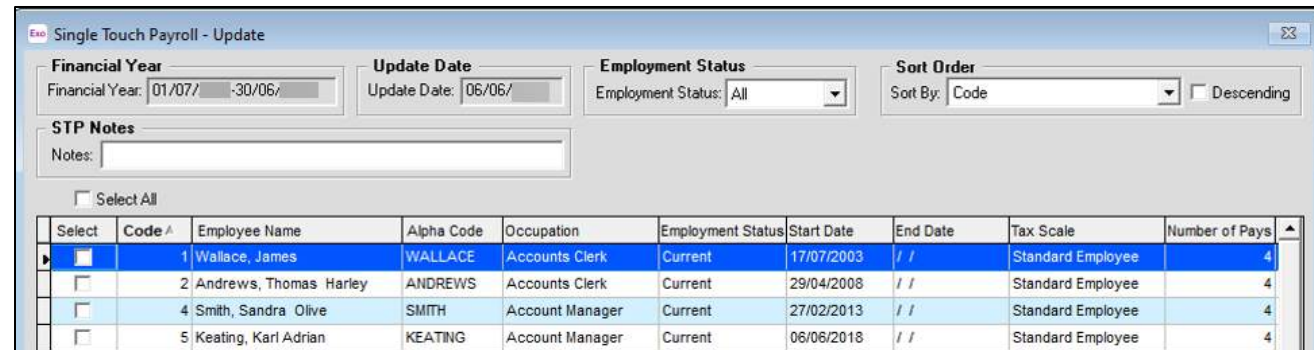 Exo Single Touch Payroll - Update
Financial Year Update Date Employment Status Sort Order
Financial Year: 01/07/ -30/06/ Update Date: 06/06/ Employment Status: All Sort By: Code Descending
STP Notes
Notes:
Select All
Select Code Employee Name Alpha Code Occupation Employment Status Start Date End Date Tax Scale Number of Pays
1 Wallace, James WALLACE Accounts Clerk Current 17/07/2003 / / Standard Employee 4
2 Andrews, Thomas Harley ANDREWS Accounts Clerk Current 29/04/2008 / / Standard Employee 4
4 Smith, Sandra Olive SMITH Account Manager Current 27/02/2013 / / Standard Employee 4
5 Keating, Karl Adrian KEATING Account Manager Current 06/06/2018 / / Standard Employee 4